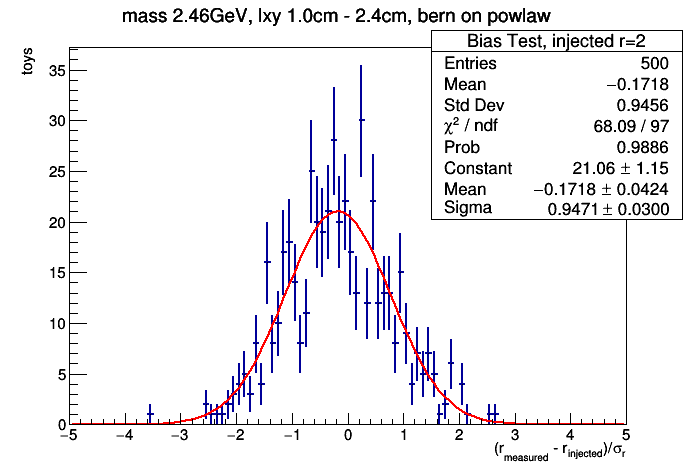 mass 2.46GeV, lxy 1.0cm - 2.4cm, bern on powlaw
Bias Test, injected r=2
Entries 500
Mean −0.1718
Std Dev 0.9456
χ² / ndf 68.09 / 97
Prob 0.9886
Constant 21.06 ± 1.15
Mean −0.1718 ± 0.0424
Sigma 0.9471 ± 0.0300
toys
35
30
25
20
15
10
5
0
−5 −4 −3 −2 −1 0 1 2 3 4 5
(r_measured - r_injected)/σ_r